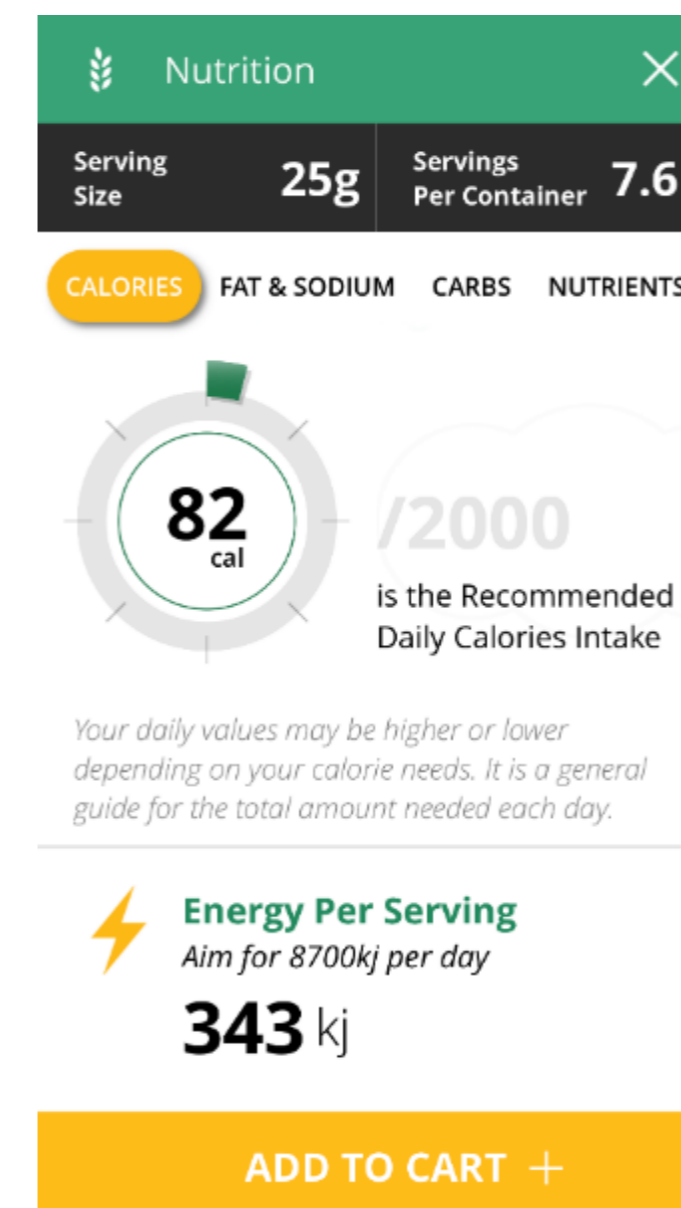 Nutrition
Serving
Size
25g
Servings
Per Container
7.6
CALORIES FAT & SODIUM CARBS NUTRIENTS
82
cal
/2000
is the Recommended
Daily Calories Intake
Your daily values may be higher or lower
depending on your calorie needs. It is a general
guide for the total amount needed each day.
Energy Per Serving
Aim for 8700kj per day
343 kj
ADD TO CART +